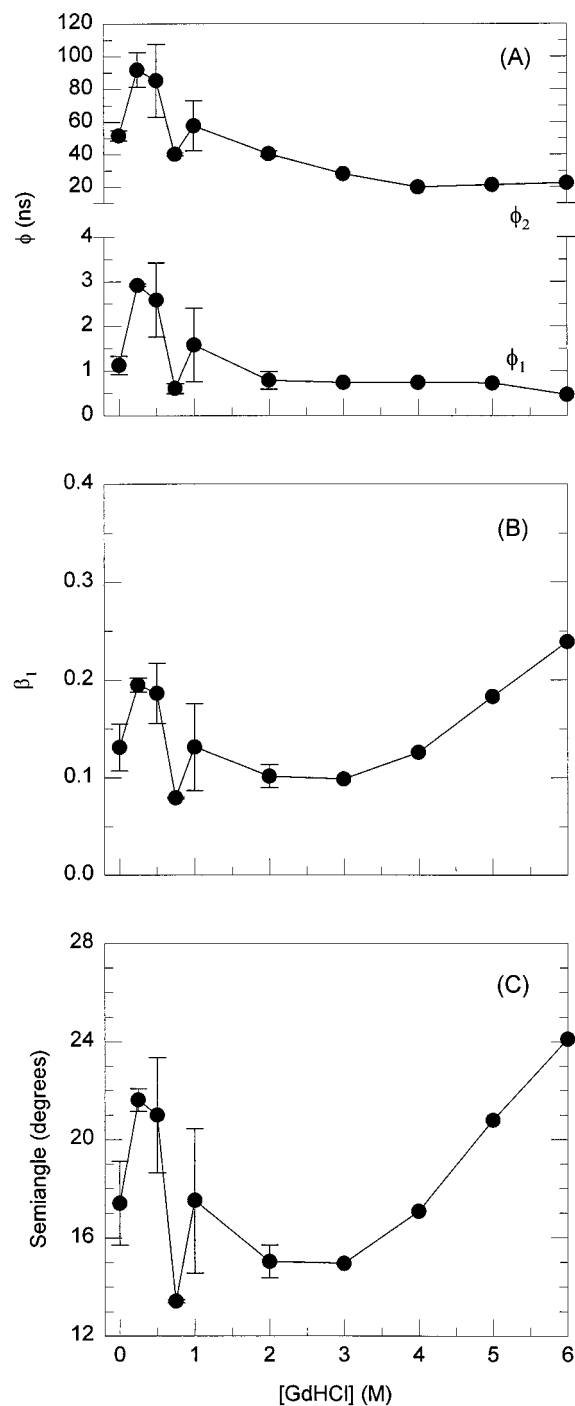 120
(A)
100
80
60
40
20
ϕ (ns)
ϕ₂
4
3
2
ϕ₁
1
0
0.4
(B)
0.3
β₁
0.2
0.1
0.0
28
(C)
24
Semiangle (degrees)
20
16
12
0 1 2 3 4 5 6
[GdHCl] (M)